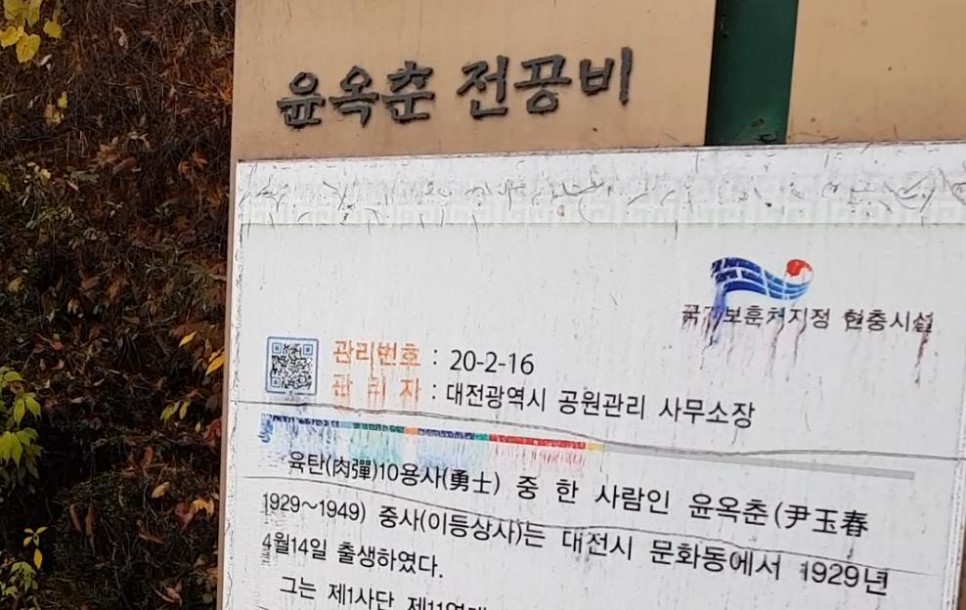 윤옥춘 전공비
국가보훈처지정 현충시설
관리번호 : 20-2-16
관 리 자 : 대전광역시 공원관리 사무소장
육탄(肉彈)10용사(勇士) 중 한 사람인 윤옥춘(尹玉春
1929~1949) 중사(이등상사)는 대전시 문화동에서 1929년
4월14일 출생하였다.
그는 제1사단 제11연대